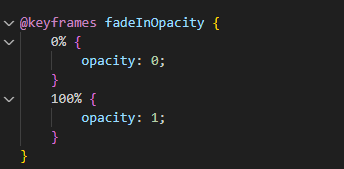 @keyframes fadeInOpacity {
    0% {
        opacity: 0;
    }
    100% {
        opacity: 1;
    }
}